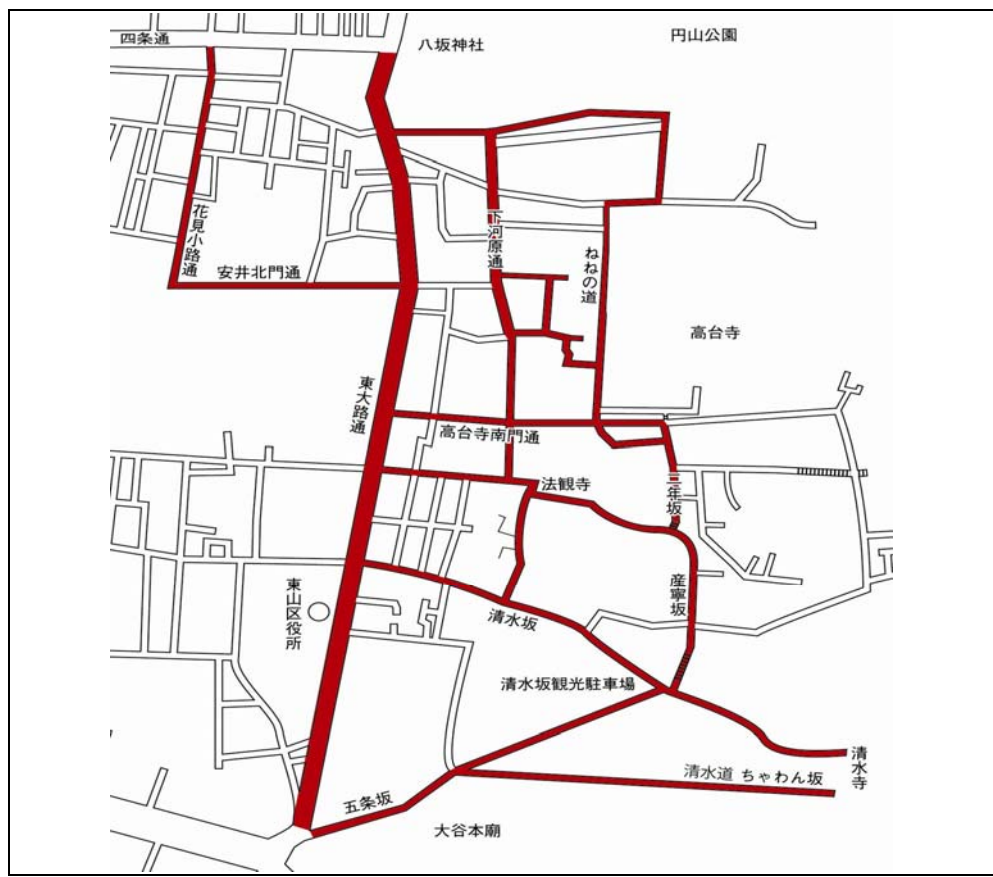 四条通
八坂神社
円山公園
花見小路通
下河原通
ねねの道
安井北門通
高台寺
東大路通
高台寺南門通
法観寺
二年坂
産寧坂
東山区役所
清水坂
清水坂観光駐車場
清水寺
清水道 ちゃわん坂
五条坂
大谷本廟